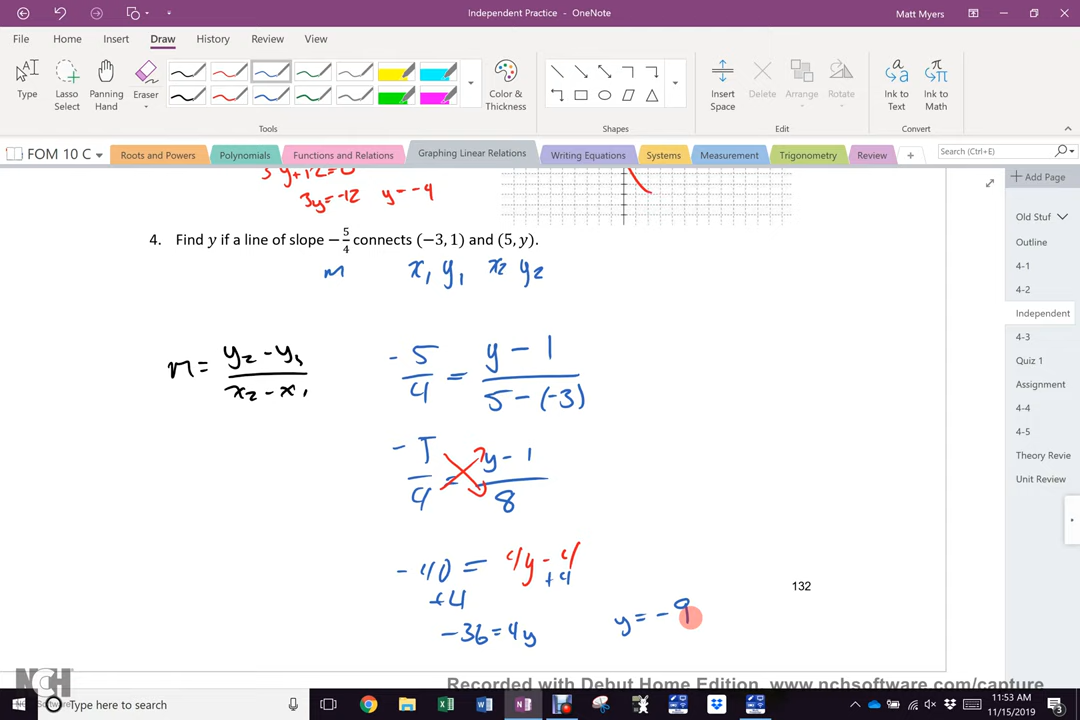 Independent Practice - OneNote
Matt Myers
File Home Insert Draw History Review View
Type
Lasso Select
Panning Hand
Eraser
Color & Thickness
Insert Space
Delete
Arrange
Rotate
Ink to Text
Ink to Math
Tools
Shapes
Edit
Convert
FOM 10 C
Roots and Powers
Polynomials
Functions and Relations
Graphing Linear Relations
Writing Equations
Systems
Measurement
Trigonometry
Review
Search (Ctrl+E)
Add Page
Old Stuf
Outline
4-1
4-2
Independent
4-3
Quiz 1
Assignment
4-4
4-5
Theory Revie
Unit Review
3y+12=0
3y=-12 y=-4
4. Find y if a line of slope −5/4 connects (−3, 1) and (5, y).
m x₁ y₁ x₂ y₂
m = (y₂ - y₁)/(x₂ - x₁)
-5/4 = (y - 1)/(5 - (-3))
-5/4 = (y - 1)/8
-40 = 4y - 4
+4 +4
-36 = 4y
y = -9
132
NCH
Recorded with Debut Home Edition. www.nchsoftware.com/capture
Type here to search
11:53 AM
11/15/2019
3